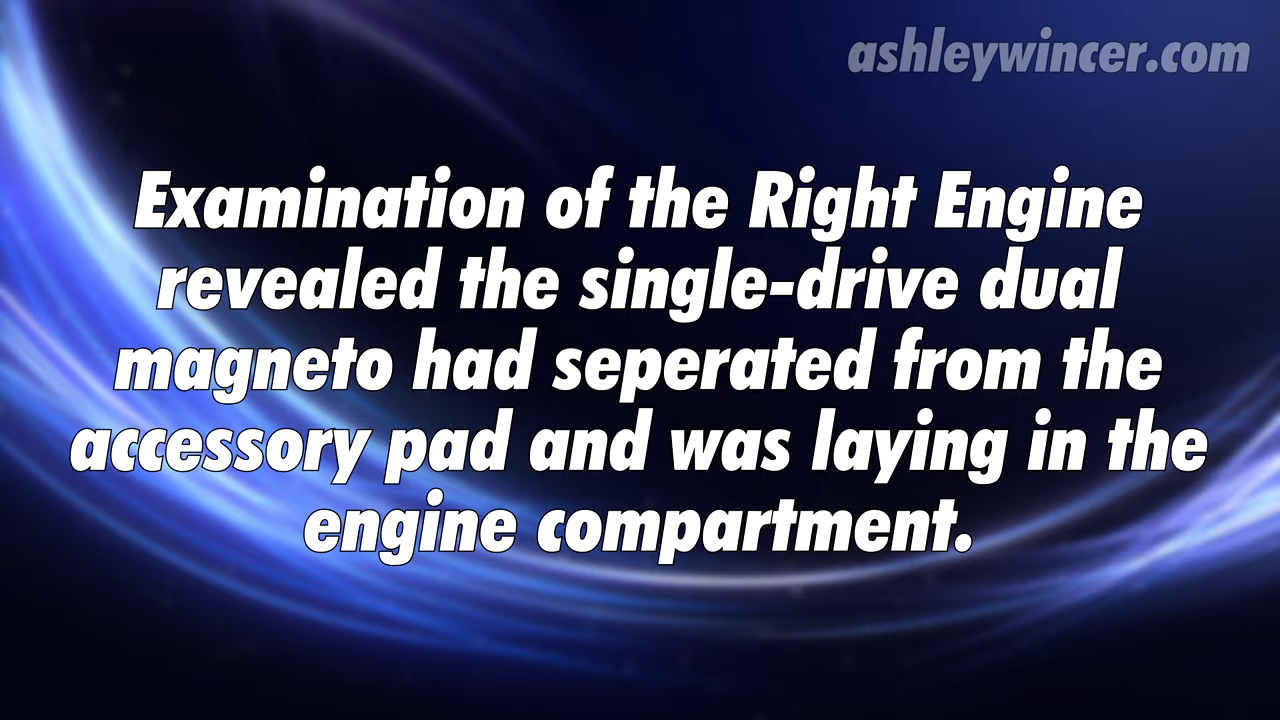 ashleywincer.com
Examination of the Right Engine
revealed the single-drive dual
magneto had seperated from the
accessory pad and was laying in the
engine compartment.